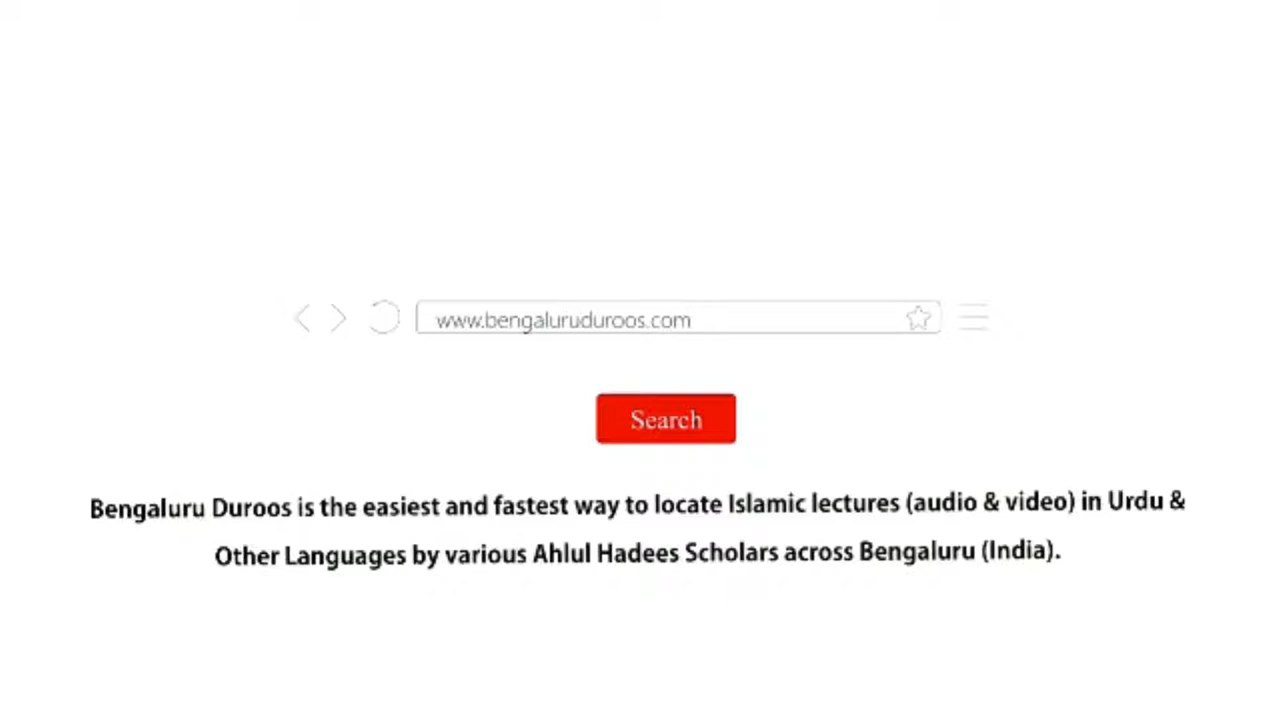 www.bengaluruduroos.com
Search
Bengaluru Duroos is the easiest and fastest way to locate Islamic lectures (audio & video) in Urdu &
Other Languages by various Ahlul Hadees Scholars across Bengaluru (India).